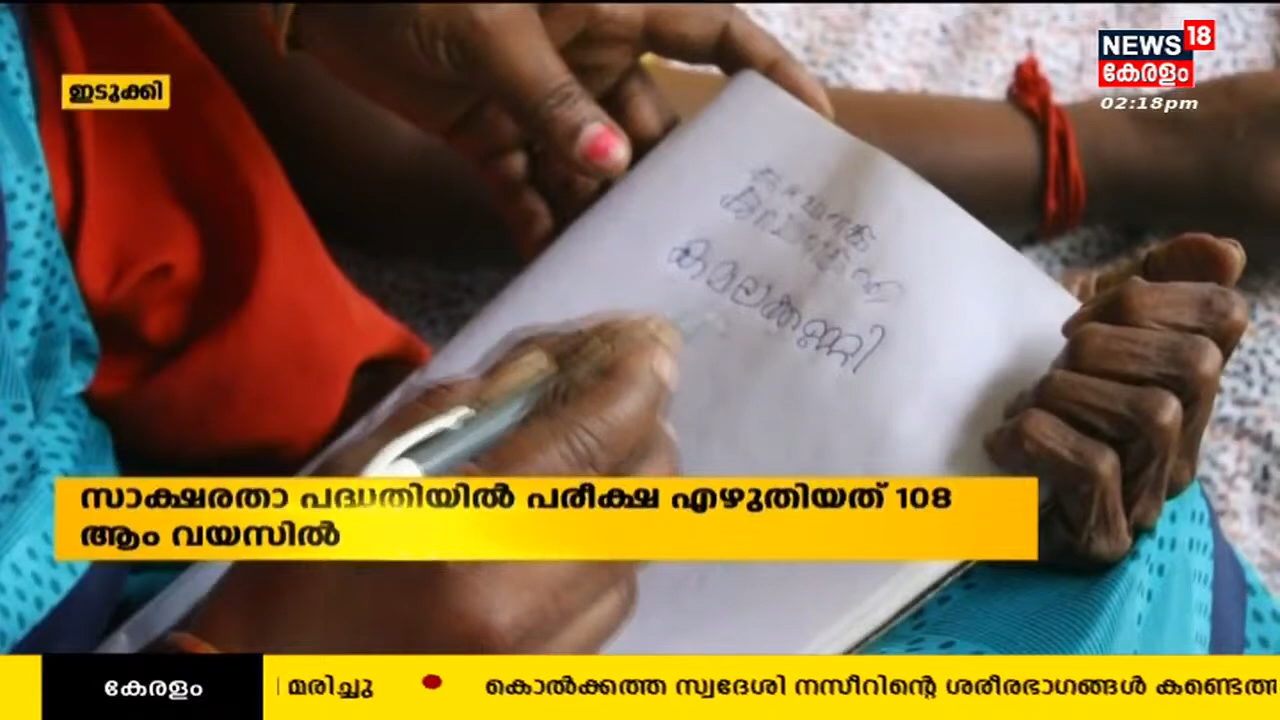 ഇടുക്കി
NEWS 18
കേരളം
02:18pm
കമലക്കണ്ണി
സാക്ഷരതാ പദ്ധതിയിൽ പരീക്ഷ എഴുതിയത് 108
ആം വയസിൽ
കേരളം
മരിച്ചു ● കൊൽക്കത്ത സ്വദേശി നസീറിന്റെ ശരീരഭാഗങ്ങൾ